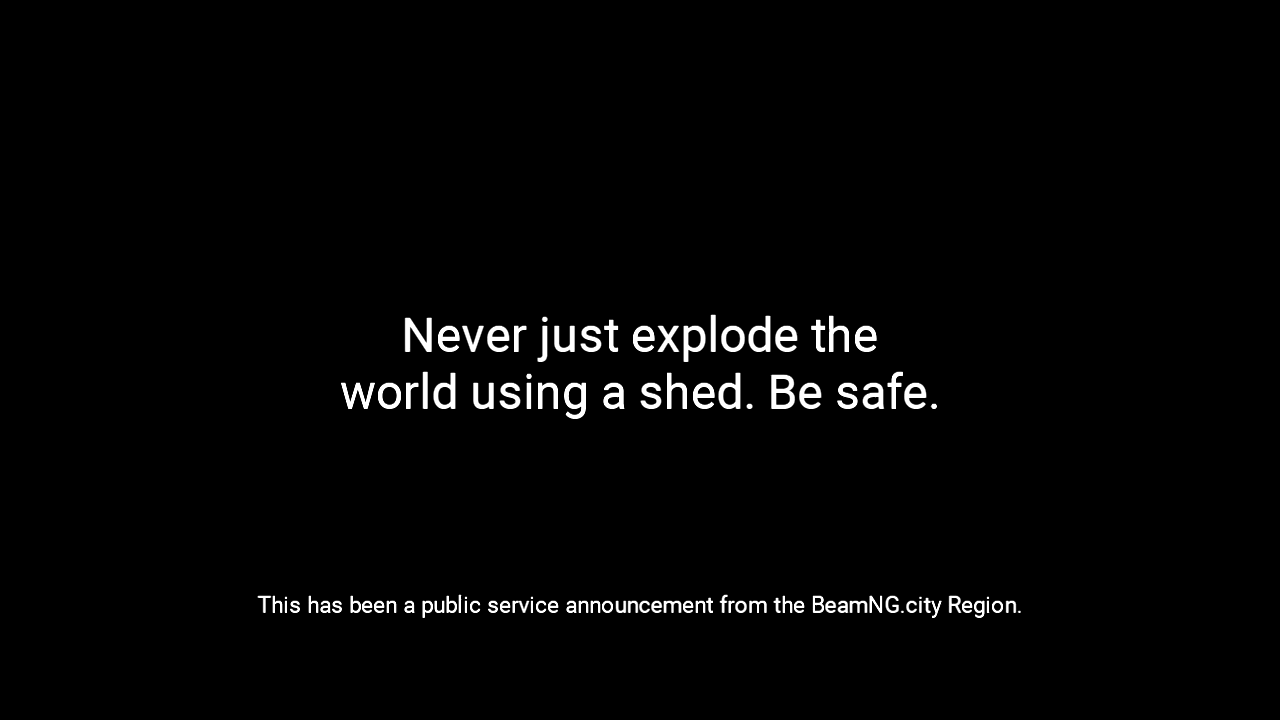 Never just explode the
world using a shed. Be safe.
This has been a public service announcement from the BeamNG.city Region.